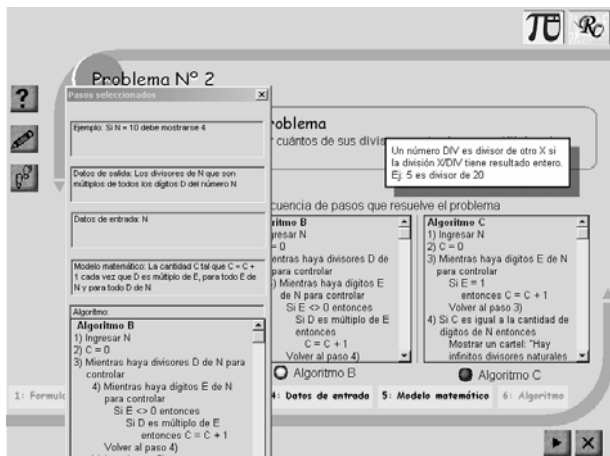 Problema Nº 2
Pasos seleccionados
Ejemplo: Si N = 10 debe mostrarse 4
Datos de salida: Los divisores de N que son
múltiplos de todos los dígitos D del número N
Datos de entrada: N
Modelo matemático: La cantidad C tal que C = C +
1 cada vez que D es múltiplo de E, para todo E de
N y para todo D de N
Algoritmo:
Algoritmo B
1) Ingresar N
2) C = 0
3) Mientras haya divisores D de N para
controlar
4) Mientras haya dígitos E de N
para controlar
Si E <> 0 entonces
Si D es múltiplo de E
entonces C = C + 1
Volver al paso 4)
roblema
cuántos de sus divis
Un número DIV es divisor de otro X si
la división X/DIV tiene resultado entero.
Ej: 5 es divisor de 20
cuencia de pasos que resuelve el problema
ritmo B
gresar N
= 0
entras haya divisores D de
para controlar
) Mientras haya dígitos E
de N para controlar
Si E <> 0 entonces
Si D es múltiplo de E
entonces
C = C + 1
Volver al paso 4)
Algoritmo C
1) Ingresar N
2) C = 0
3) Mientras haya dígitos E de N
para controlar
Si E = 1
entonces C = C + 1
Volver al paso 3)
4) Si C es igual a la cantidad de
dígitos de N entonces
Mostrar un cartel: "Hay
infinitos divisores naturales
Algoritmo B
Algoritmo C
1: Formula
4: Datos de entrada
5: Modelo matemático
6: Algoritmo